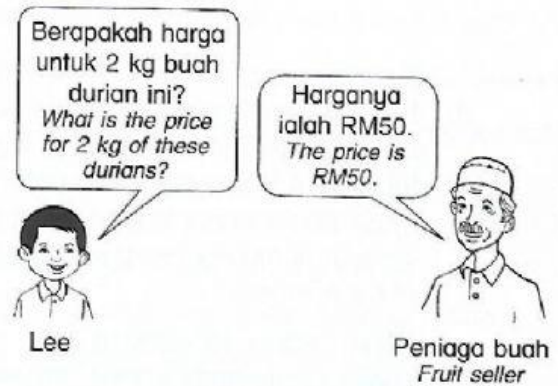 Berapakah harga
untuk 2 kg buah
durian ini?
What is the price
for 2 kg of these
durians?
Harganya
ialah RM50.
The price is
RM50.
Lee
Peniaga buah
Fruit seller